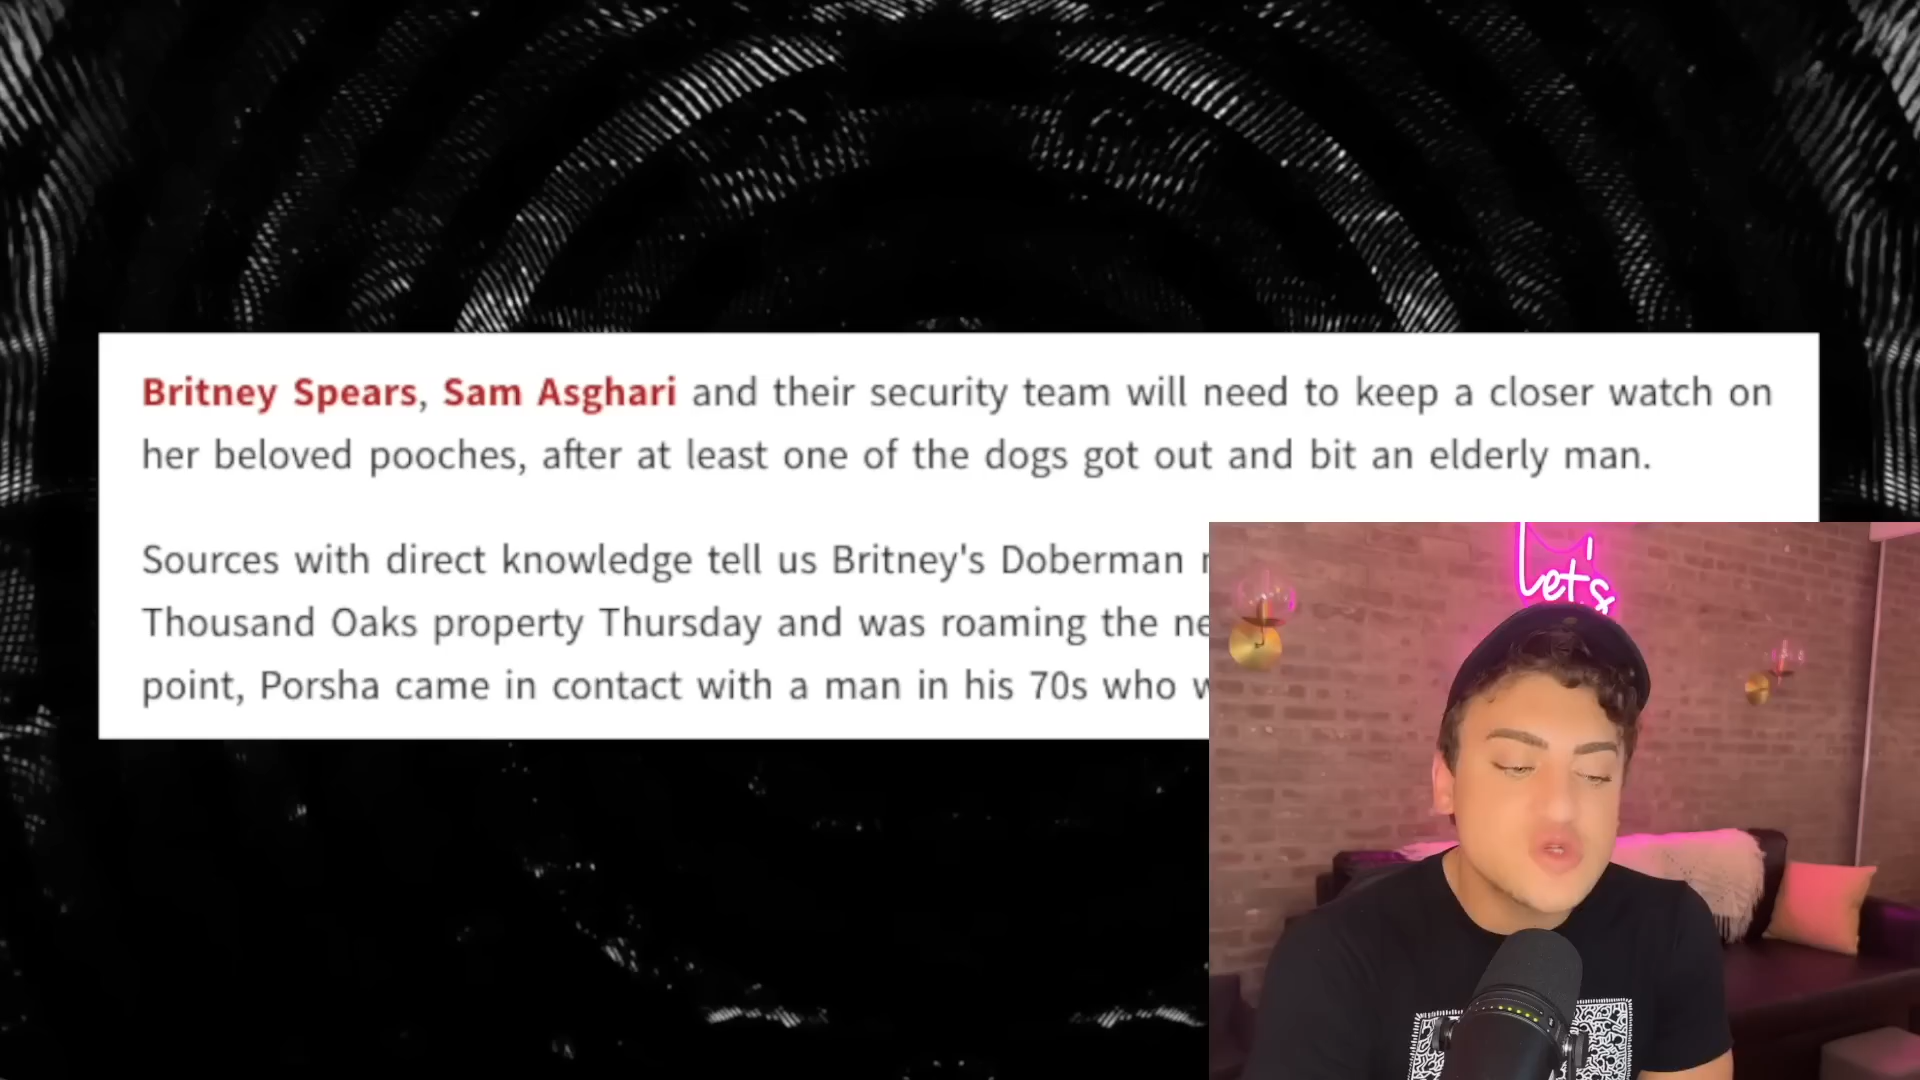 Britney Spears, Sam Asghari and their security team will need to keep a closer watch on
her beloved pooches, after at least one of the dogs got out and bit an elderly man.
Sources with direct knowledge tell us Britney's Doberman
Thousand Oaks property Thursday and was roaming the
point, Porsha came in contact with a man in his 70s who
Let's